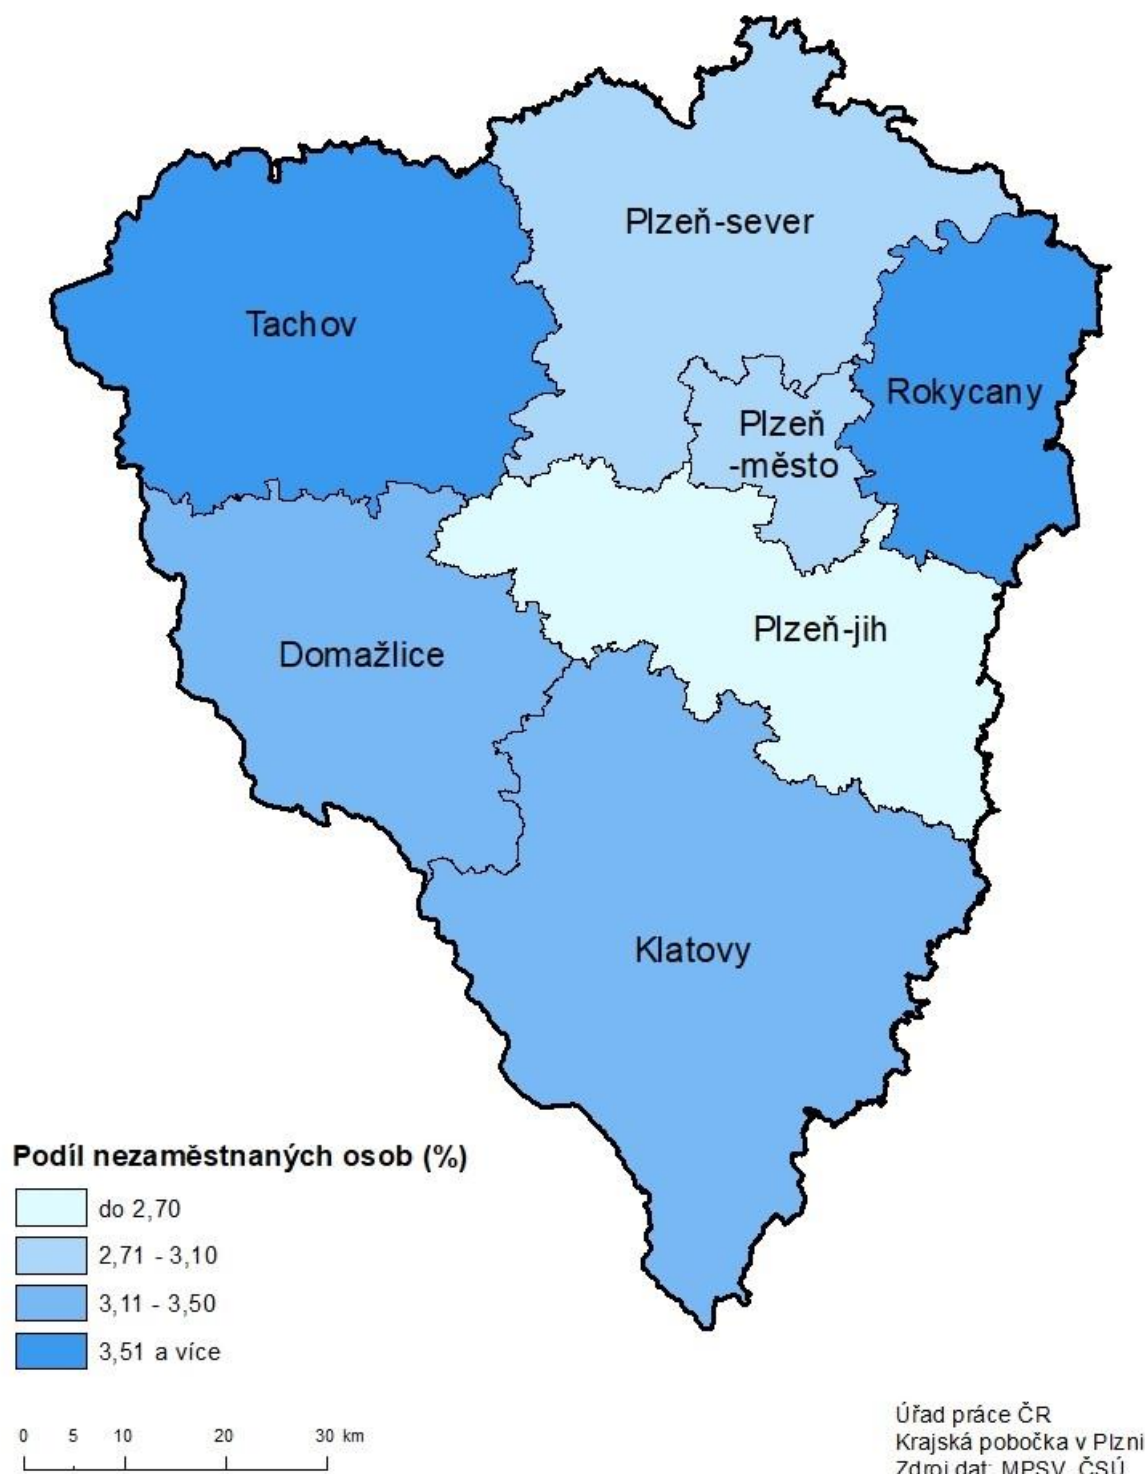 Plzeň-sever
Tachov
Rokycany
Plzeň
-město
Plzeň-jih
Domažlice
Klatovy
Podíl nezaměstnaných osob (%)
do 2,70
2,71 - 3,10
3,11 - 3,50
3,51 a více
0 5 10 20 30 km
Úřad práce ČR
Krajská pobočka v Plzni
Zdroj dat: MPSV, ČSÚ